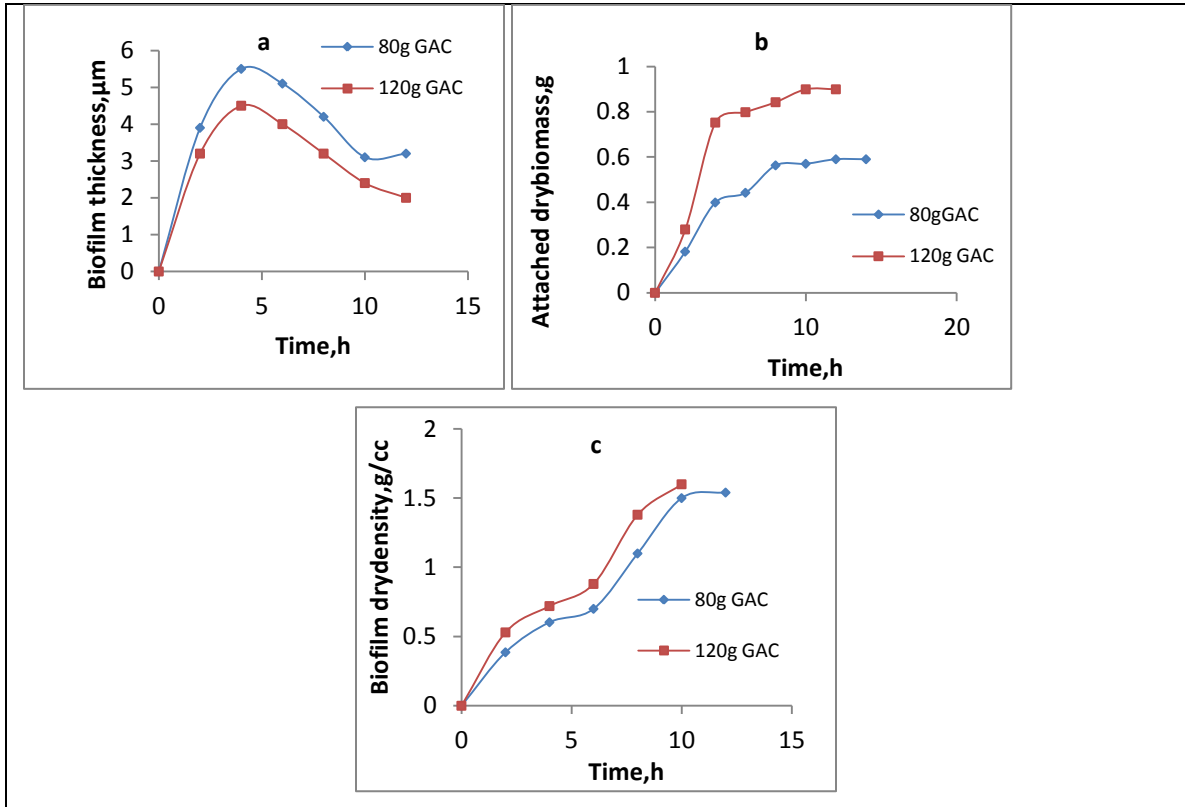 a
80g GAC
120g GAC
Biofilm thickness,µm
6
5
4
3
2
1
0
0 5 10 15
Time,h
b
Attached drybiomass,g
1
0.8
0.6
0.4
0.2
0
80gGAC
120g GAC
0 10 20
Time,h
c
Biofilm drydensity,g/cc
2
1.5
1
0.5
0
80g GAC
120g GAC
0 5 10 15
Time,h